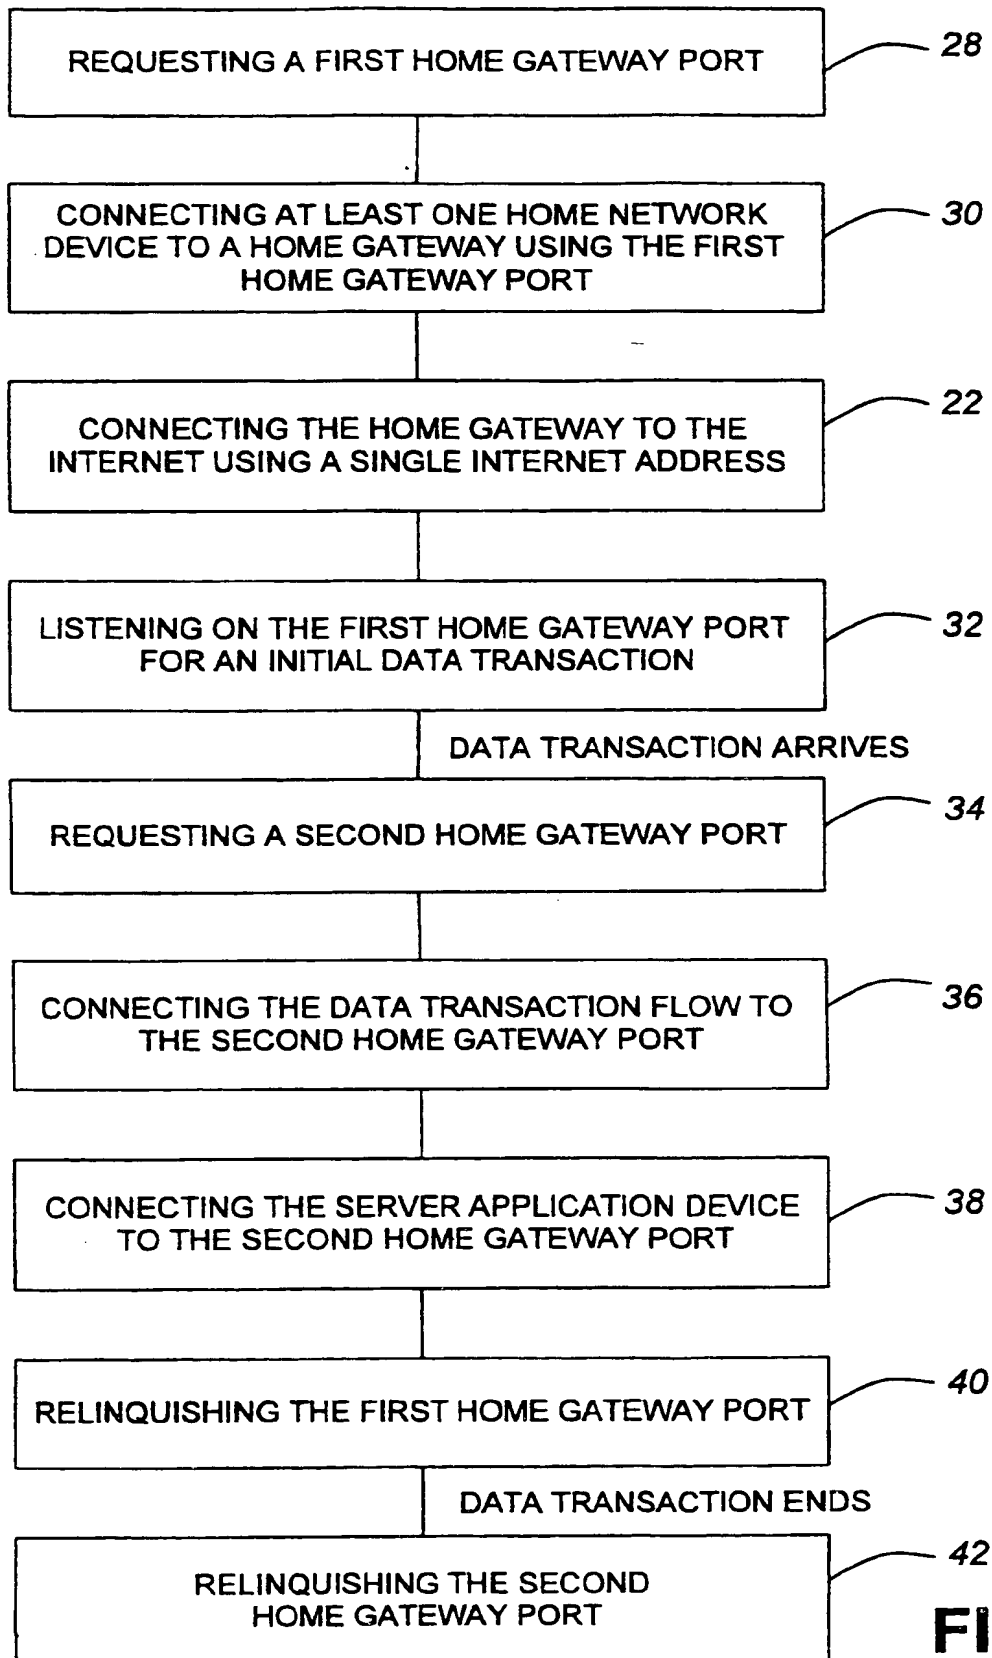 REQUESTING A FIRST HOME GATEWAY PORT
28
CONNECTING AT LEAST ONE HOME NETWORK
DEVICE TO A HOME GATEWAY USING THE FIRST
HOME GATEWAY PORT
30
CONNECTING THE HOME GATEWAY TO THE
INTERNET USING A SINGLE INTERNET ADDRESS
22
LISTENING ON THE FIRST HOME GATEWAY PORT
FOR AN INITIAL DATA TRANSACTION
32
DATA TRANSACTION ARRIVES
REQUESTING A SECOND HOME GATEWAY PORT
34
CONNECTING THE DATA TRANSACTION FLOW TO
THE SECOND HOME GATEWAY PORT
36
CONNECTING THE SERVER APPLICATION DEVICE
TO THE SECOND HOME GATEWAY PORT
38
RELINQUISHING THE FIRST HOME GATEWAY PORT
40
DATA TRANSACTION ENDS
RELINQUISHING THE SECOND
HOME GATEWAY PORT
42
FI